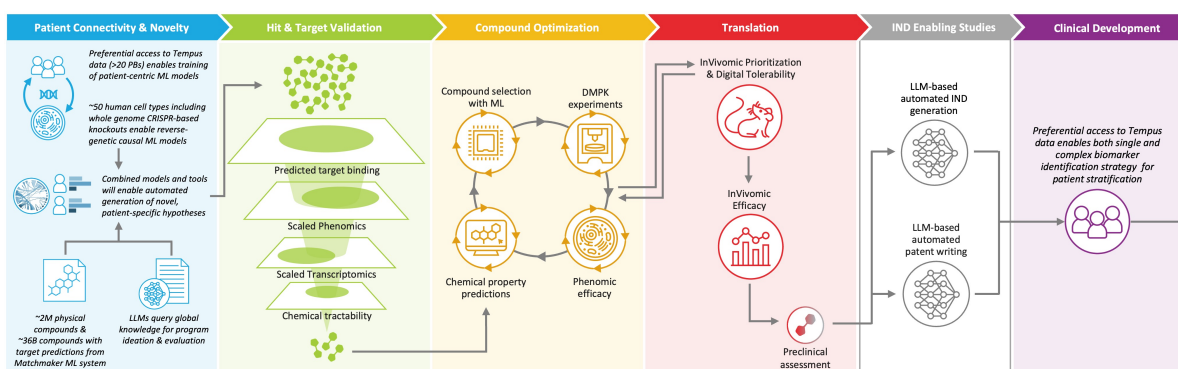 Patient Connectivity & Novelty
Hit & Target Validation
Compound Optimization
Translation
IND Enabling Studies
Clinical Development
Preferential access to Tempus
data (>20 PBs) enables training
of patient-centric ML models
~50 human cell types including
whole genome CRISPR-based
knockouts enable reverse-
genetic causal ML models
Combined models and tools
will enable automated
generation of novel,
patient-specific hypotheses
~2M physical
compounds &
~36B compounds with
target predictions from
Matchmaker ML system
LLMs query global
knowledge for program
ideation & evaluation
Predicted target binding
Scaled Phenomics
Scaled Transcriptomics
Chemical tractability
Compound selection
with ML
DMPK
experiments
Chemical property
predictions
Phenomic
efficacy
InVivomic Prioritization
& Digital Tolerability
InVivomic
Efficacy
Preclinical
assessment
LLM-based
automated IND
generation
LLM-based
automated
patent writing
Preferential access to Tempus
data enables both single and
complex biomarker
identification strategy for
patient stratification